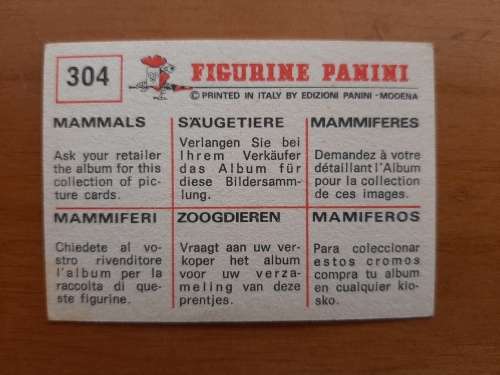 304
FIGURINE PANINI
© PRINTED IN ITALY BY EDIZIONI PANINI - MODENA
MAMMALS
Ask your retailer
the album for this
collection of pic-
ture cards.
SAUGETIERE
Verlangen Sie bei
Ihrem Verkäufer
das Album für
diese Bildersamm-
lung.
MAMMIFERES
Demandez à votre
détaillant l'Album
pour la collection
de ces images.
MAMMIFERI
Chiedete al vo-
stro rivenditore
l'album per la
raccolta di que-
ste figurine.
ZOOGDIEREN
Vraagt aan uw ver-
koper het album
voor uw verza-
meling van deze
prentjes.
MAMIFEROS
Para coleccionar
estos cromos
compra tu album
en cualquier kio-
sko.